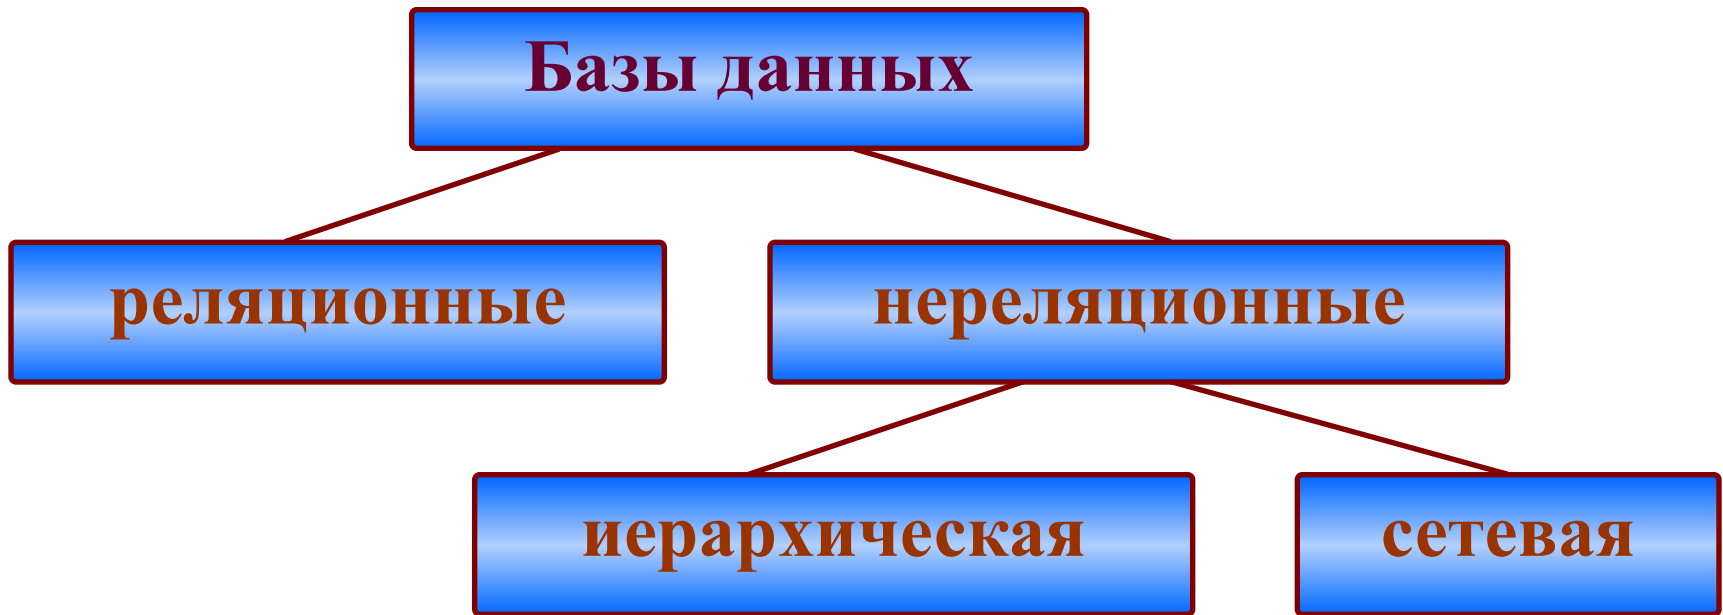 Базы данных
реляционные
нереляционные
иерархическая
сетевая